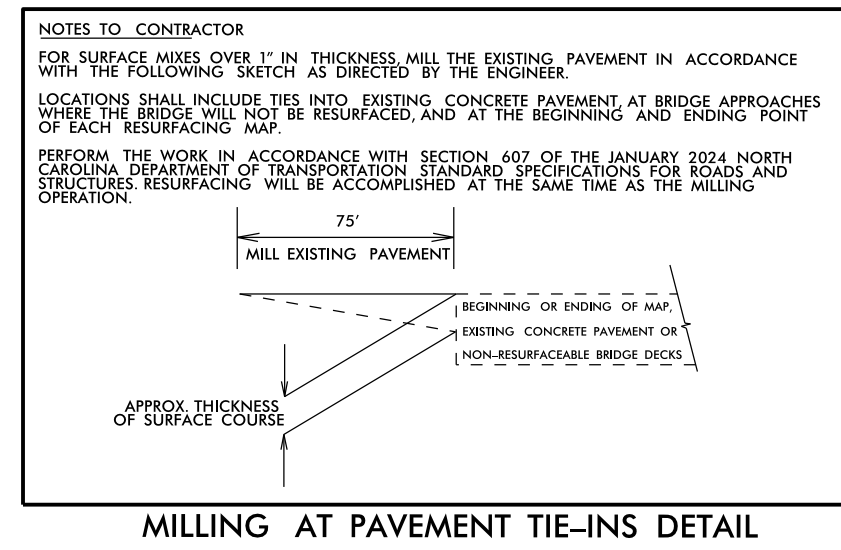 NOTES TO CONTRACTOR
FOR SURFACE MIXES OVER 1" IN THICKNESS, MILL THE EXISTING PAVEMENT IN ACCORDANCE
WITH THE FOLLOWING SKETCH AS DIRECTED BY THE ENGINEER.
LOCATIONS SHALL INCLUDE TIES INTO EXISTING CONCRETE PAVEMENT, AT BRIDGE APPROACHES
WHERE THE BRIDGE WILL NOT BE RESURFACED, AND AT THE BEGINNING AND ENDING POINT
OF EACH RESURFACING MAP.
PERFORM THE WORK IN ACCORDANCE WITH SECTION 607 OF THE JANUARY 2024 NORTH
CAROLINA DEPARTMENT OF TRANSPORTATION STANDARD SPECIFICATIONS FOR ROADS AND
STRUCTURES. RESURFACING WILL BE ACCOMPLISHED AT THE SAME TIME AS THE MILLING
OPERATION.
75'
MILL EXISTING PAVEMENT
BEGINNING OR ENDING OF MAP,
EXISTING CONCRETE PAVEMENT OR
NON-RESURFACEABLE BRIDGE DECKS
APPROX. THICKNESS
OF SURFACE COURSE
MILLING AT PAVEMENT TIE-INS DETAIL